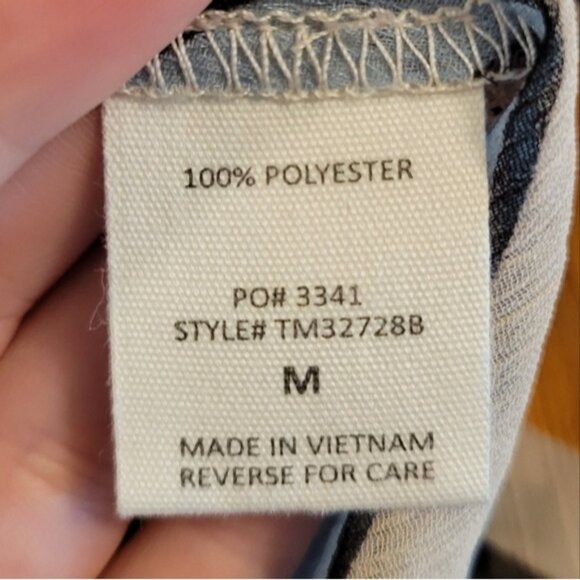 100% POLYESTER
PO# 3341
STYLE# TM32728B
M
MADE IN VIETNAM
REVERSE FOR CARE